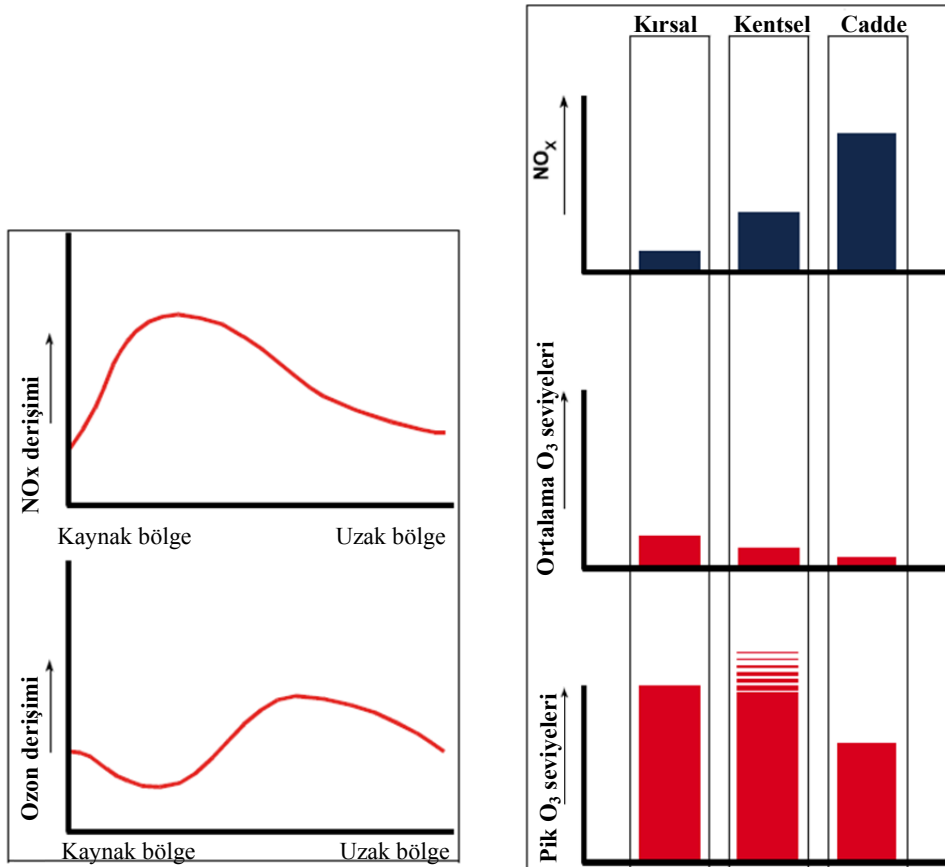 NOx derişimi
Kaynak bölge Uzak bölge
Ozon derişimi
Kaynak bölge Uzak bölge
Kırsal Kentsel Cadde
NOX
Ortalama O3 seviyeleri
Pik O3 seviyeleri